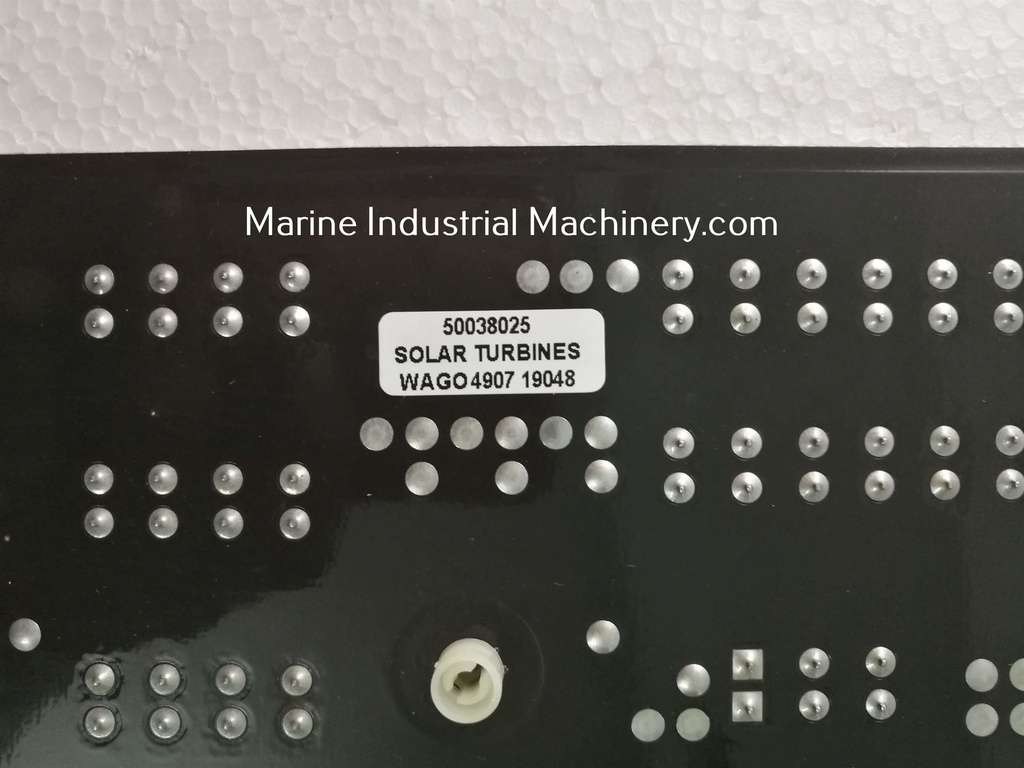 Marine Industrial Machinery.com
50038025
SOLAR TURBINES
WAGO 4907 19048